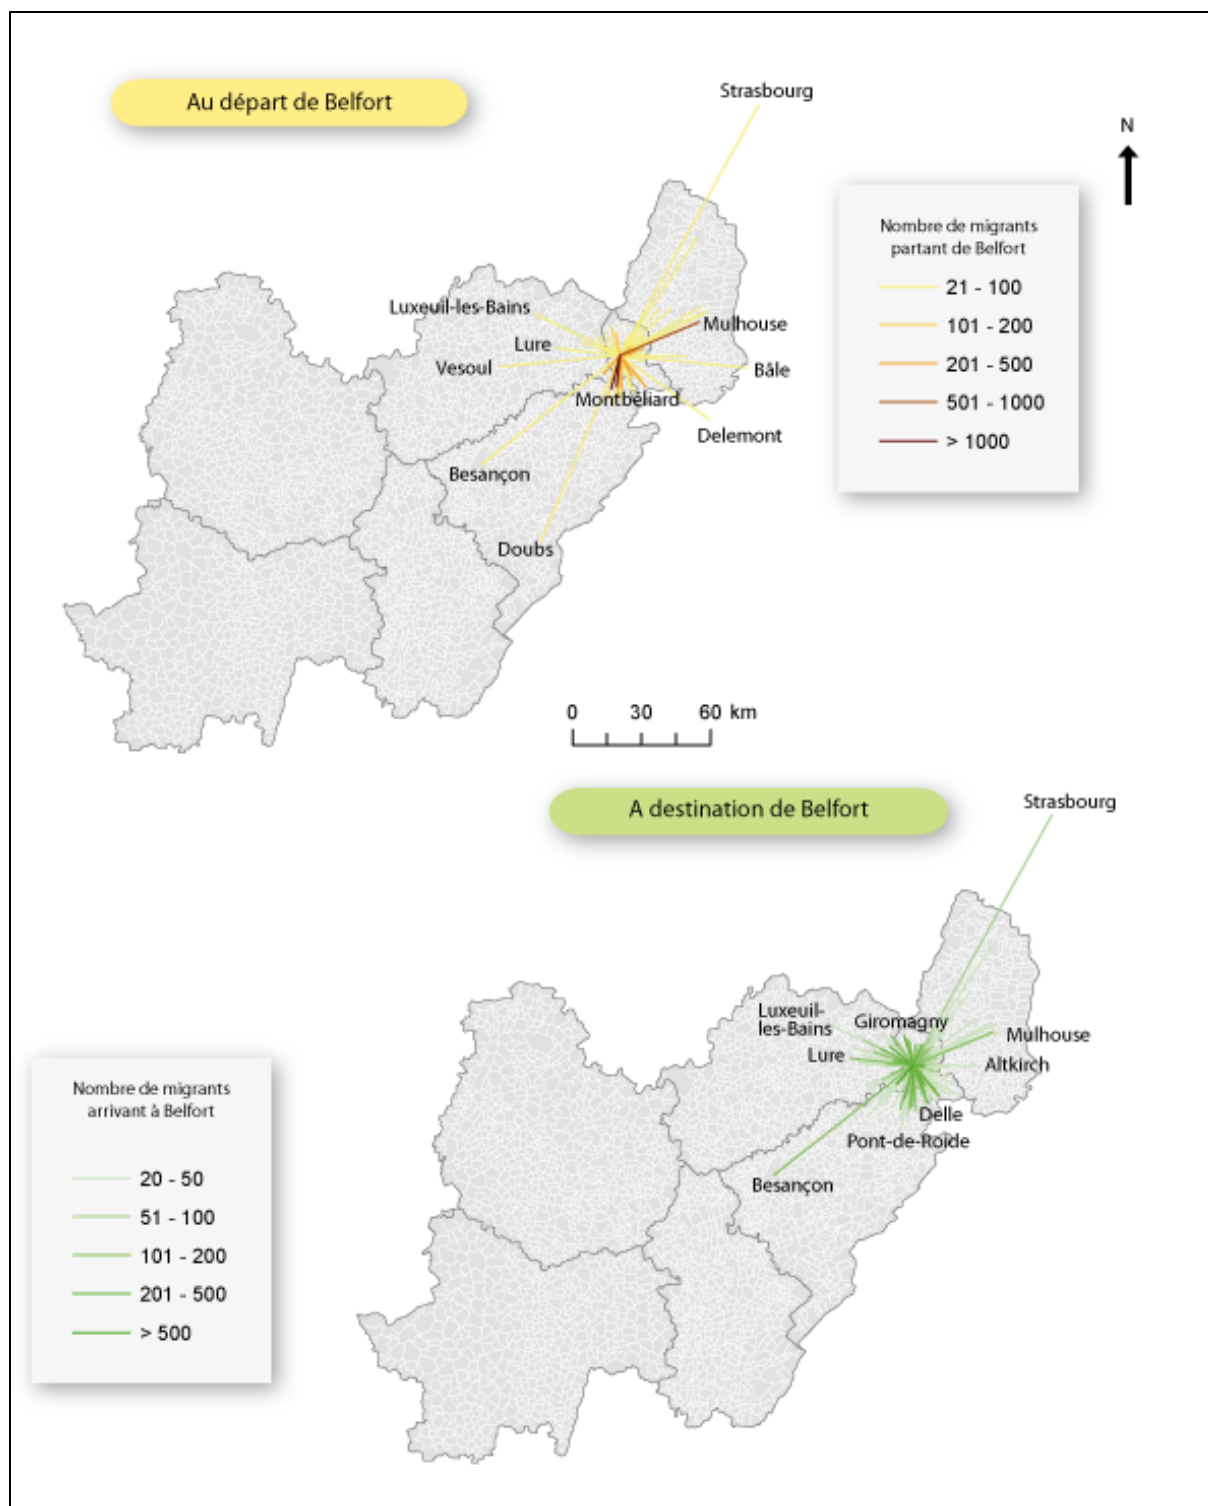 Au départ de Belfort
Strasbourg
N
Nombre de migrants
partant de Belfort
21 - 100
101 - 200
201 - 500
501 - 1000
> 1000
Luxeuil-les-Bains
Mulhouse
Lure
Vesoul
Bâle
Montbéliard
Delemont
Besançon
Doubs
0 30 60 km
A destination de Belfort
Strasbourg
Luxeuil-
les-Bains
Giromagny
Mulhouse
Lure
Altkirch
Delle
Pont-de-Roide
Besançon
Nombre de migrants
arrivant à Belfort
20 - 50
51 - 100
101 - 200
201 - 500
> 500